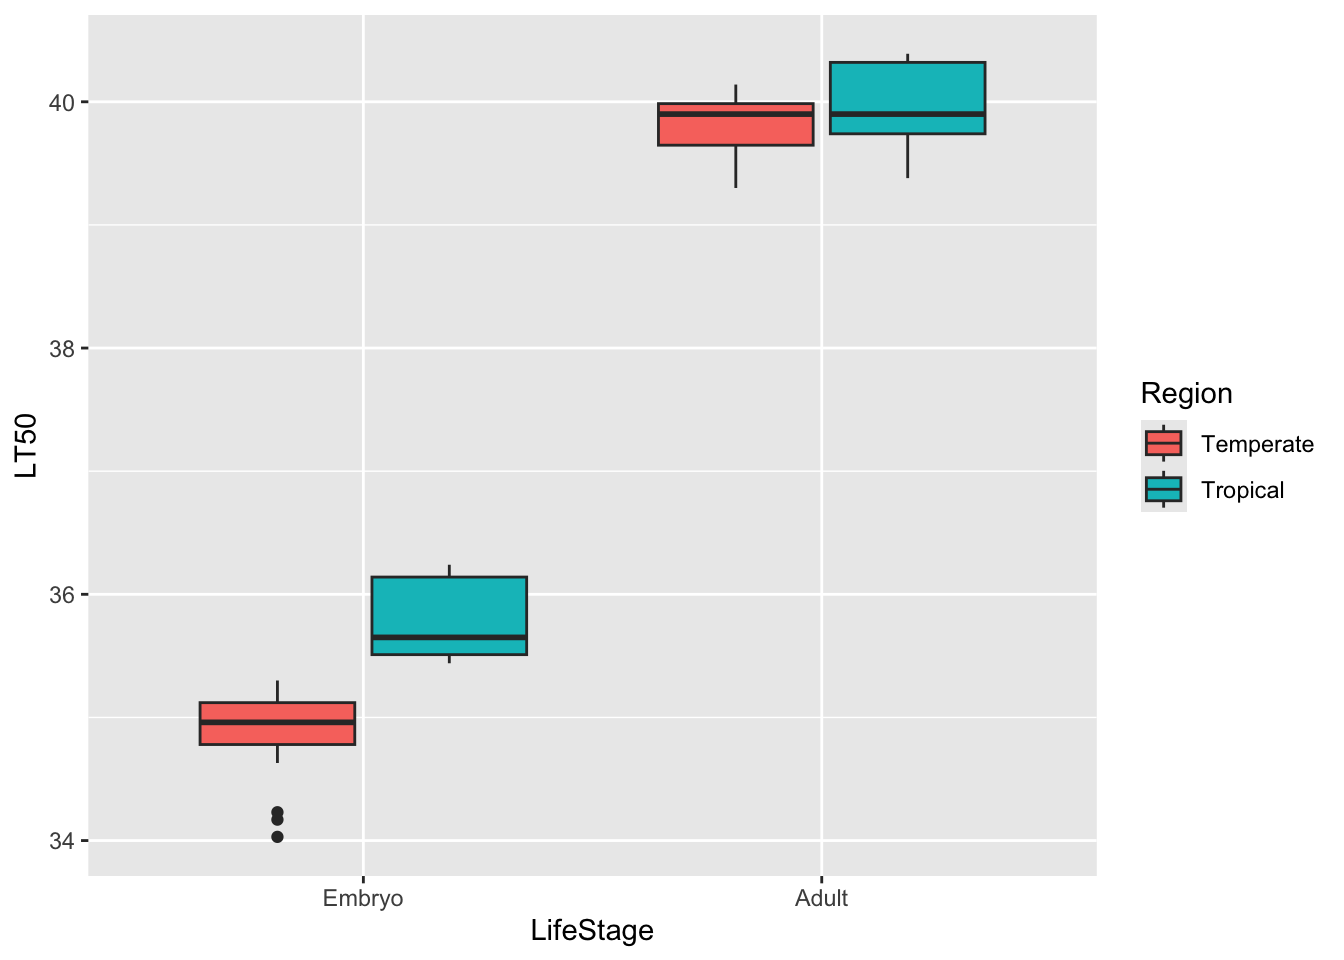 40
38
36
34
LT50
Embryo
Adult
LifeStage
Region
Temperate
Tropical